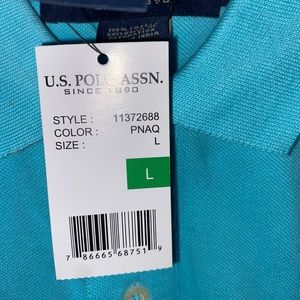 U.S. POLO ASSN.
SINCE 1890
STYLE : 11372688
COLOR : PNAQ
SIZE : L
L
7 86665 68751 9